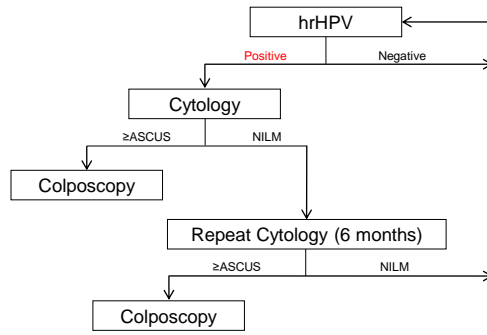 hrHPV
Positive
Negative
Cytology
≥ASCUS
NILM
Colposcopy
Repeat Cytology (6 months)
≥ASCUS
NILM
Colposcopy